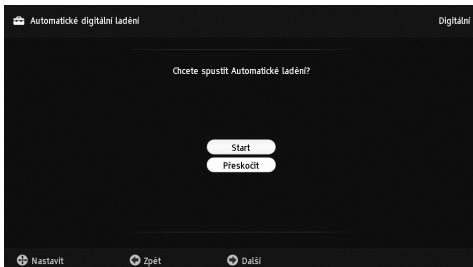 Automatické digitální ladění
Digitální
Chcete spustit Automatické ladění?
Start
Přeskočit
Nastavit
Zpět
Další